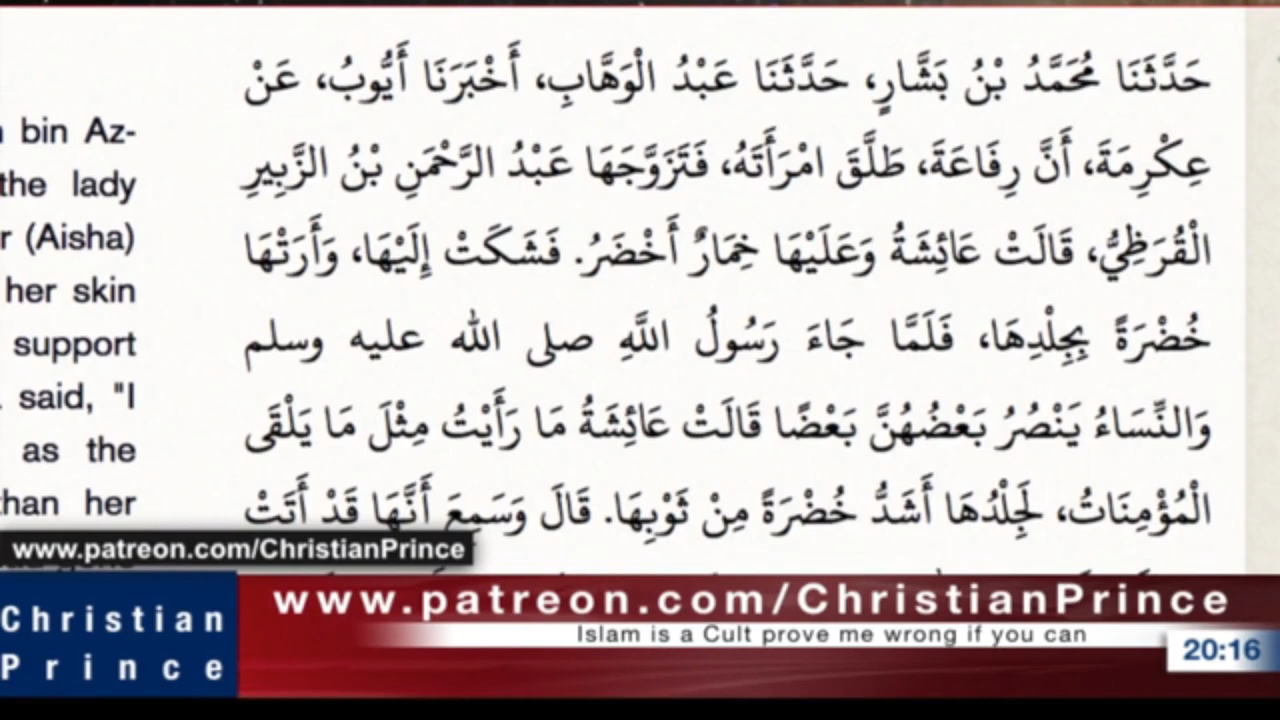 حَدَّثَنَا مُحَمَّدُ بْنُ بَشَّارٍ، حَدَّثَنَا عَبْدُ الْوَهَّابِ، أَخْبَرَنَا أَيُّوبُ، عَنْ
عِكْرِمَةَ، أَنَّ رِفَاعَةَ، طَلَّقَ امْرَأَتَهُ، فَتَزَوَّجَهَا عَبْدُ الرَّحْمَنِ بْنُ الزَّبِيرِ
الْقُرَظِيُّ، قَالَتْ عَائِشَةُ وَعَلَيْهَا خِمَارٌ أَخْضَرُ. فَشَكَتْ إِلَيْهَا، وَأَرَتْهَا
خُضْرَةً بِجِلْدِهَا، فَلَمَّا جَاءَ رَسُولُ اللَّهِ صلى الله عليه وسلم
وَالنِّسَاءُ يَنْصُرُ بَعْضُهُنَّ بَعْضًا قَالَتْ عَائِشَةُ مَا رَأَيْتُ مِثْلَ مَا يَلْقَى
الْمُؤْمِنَاتُ، لَجِلْدُهَا أَشَدُّ خُضْرَةً مِنْ ثَوْبِهَا. قَالَ وَسَمِعَ أَنَّهَا قَدْ أَتَتْ
bin Az-
the lady
r (Aisha)
her skin
support
said, "I
as the
than her
www.patreon.com/ChristianPrince
Christian
Prince
www.patreon.com/ChristianPrince
Islam is a Cult prove me wrong if you can
20:16